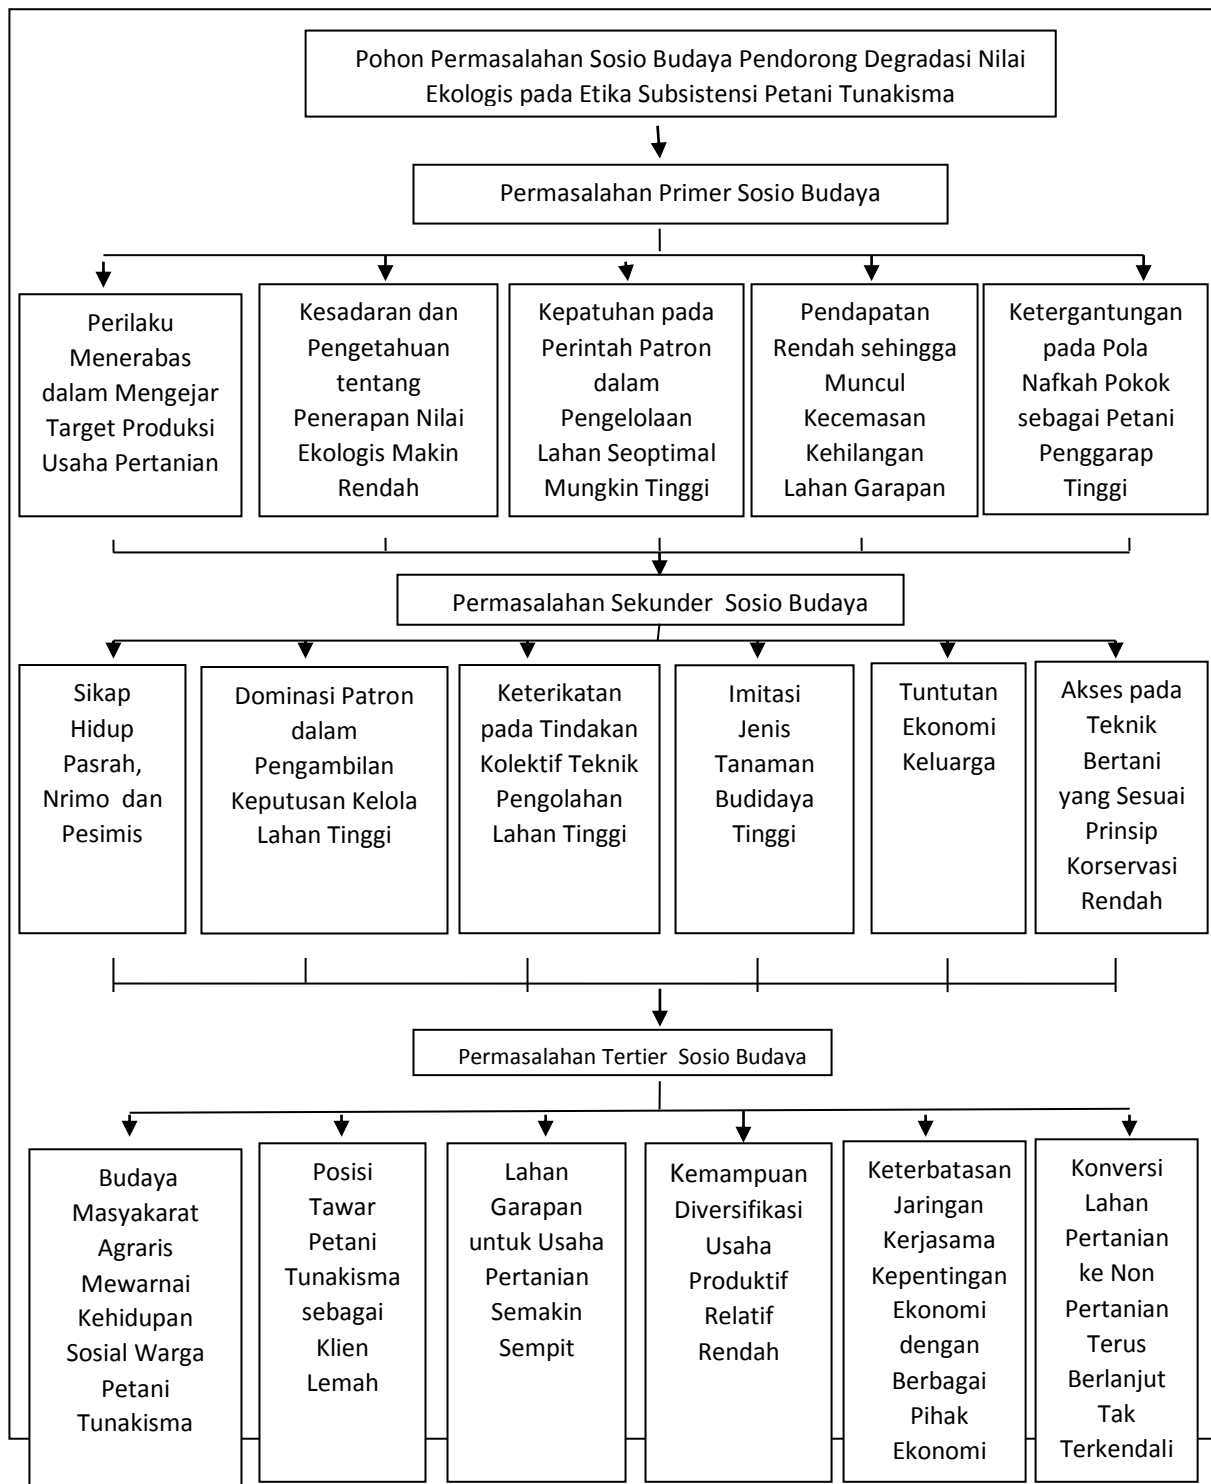 Pohon Permasalahan Sosio Budaya Pendorong Degradasi Nilai
Ekologis pada Etika Subsistensi Petani Tunakisma
Permasalahan Primer Sosio Budaya
Perilaku
Menerabas
dalam Mengejar
Target Produksi
Usaha Pertanian
Kesadaran dan
Pengetahuan
tentang
Penerapan Nilai
Ekologis Makin
Rendah
Kepatuhan pada
Perintah Patron
dalam
Pengelolaan
Lahan Seoptimal
Mungkin Tinggi
Pendapatan
Rendah sehingga
Muncul
Kecemasan
Kehilangan
Lahan Garapan
Ketergantungan
pada Pola
Nafkah Pokok
sebagai Petani
Penggarap
Tinggi
Permasalahan Sekunder Sosio Budaya
Sikap
Hidup
Pasrah,
Nrimo dan
Pesimis
Dominasi Patron
dalam
Pengambilan
Keputusan Kelola
Lahan Tinggi
Keterikatan
pada Tindakan
Kolektif Teknik
Pengolahan
Lahan Tinggi
Imitasi
Jenis
Tanaman
Budidaya
Tinggi
Tuntutan
Ekonomi
Keluarga
Akses pada
Teknik
Bertani
yang Sesuai
Prinsip
Korservasi
Rendah
Permasalahan Tertier Sosio Budaya
Budaya
Masyakarat
Agraris
Mewarnai
Kehidupan
Sosial Warga
Petani
Tunakisma
Posisi
Tawar
Petani
Tunakisma
sebagai
Klien
Lemah
Lahan
Garapan
untuk Usaha
Pertanian
Semakin
Sempit
Kemampuan
Diversifikasi
Usaha
Produktif
Relatif
Rendah
Keterbatasan
Jaringan
Kerjasama
Kepentingan
Ekonomi
dengan
Berbagai
Pihak
Ekonomi
Konversi
Lahan
Pertanian
ke Non
Pertanian
Terus
Berlanjut
Tak
Terkendali